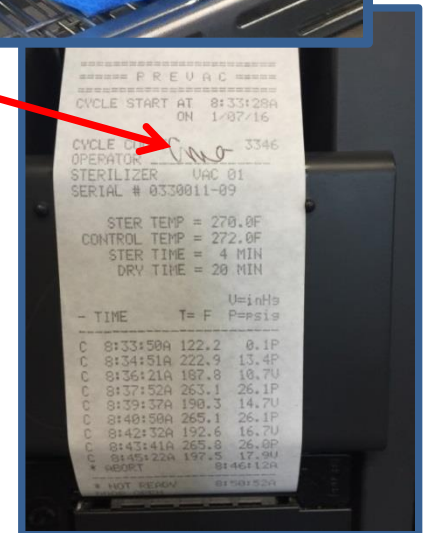 ========================
====== P R E V A C =====
CYCLE START AT 8:33:28A
ON 1/07/16
CYCLE 3346
OPERATOR
STERILIZER VAC 01
SERIAL # 0330011-09
STER TEMP = 270.0F
CONTROL TEMP = 272.0F
STER TIME = 4 MIN
DRY TIME = 20 MIN
V=inHg
- TIME T= F P=psig
C 8:33:50A 122.2 0.1P
C 8:34:51A 222.9 13.4P
C 8:36:21A 187.8 10.7V
C 8:37:52A 263.1 26.1P
C 8:39:37A 190.3 14.7V
C 8:40:50A 265.1 26.1P
C 8:42:32A 192.6 16.7V
C 8:43:41A 265.8 26.0P
C 8:45:22A 197.5 17.9V
* ABORT 8:46:12A
* NOT READY 8:50:52A